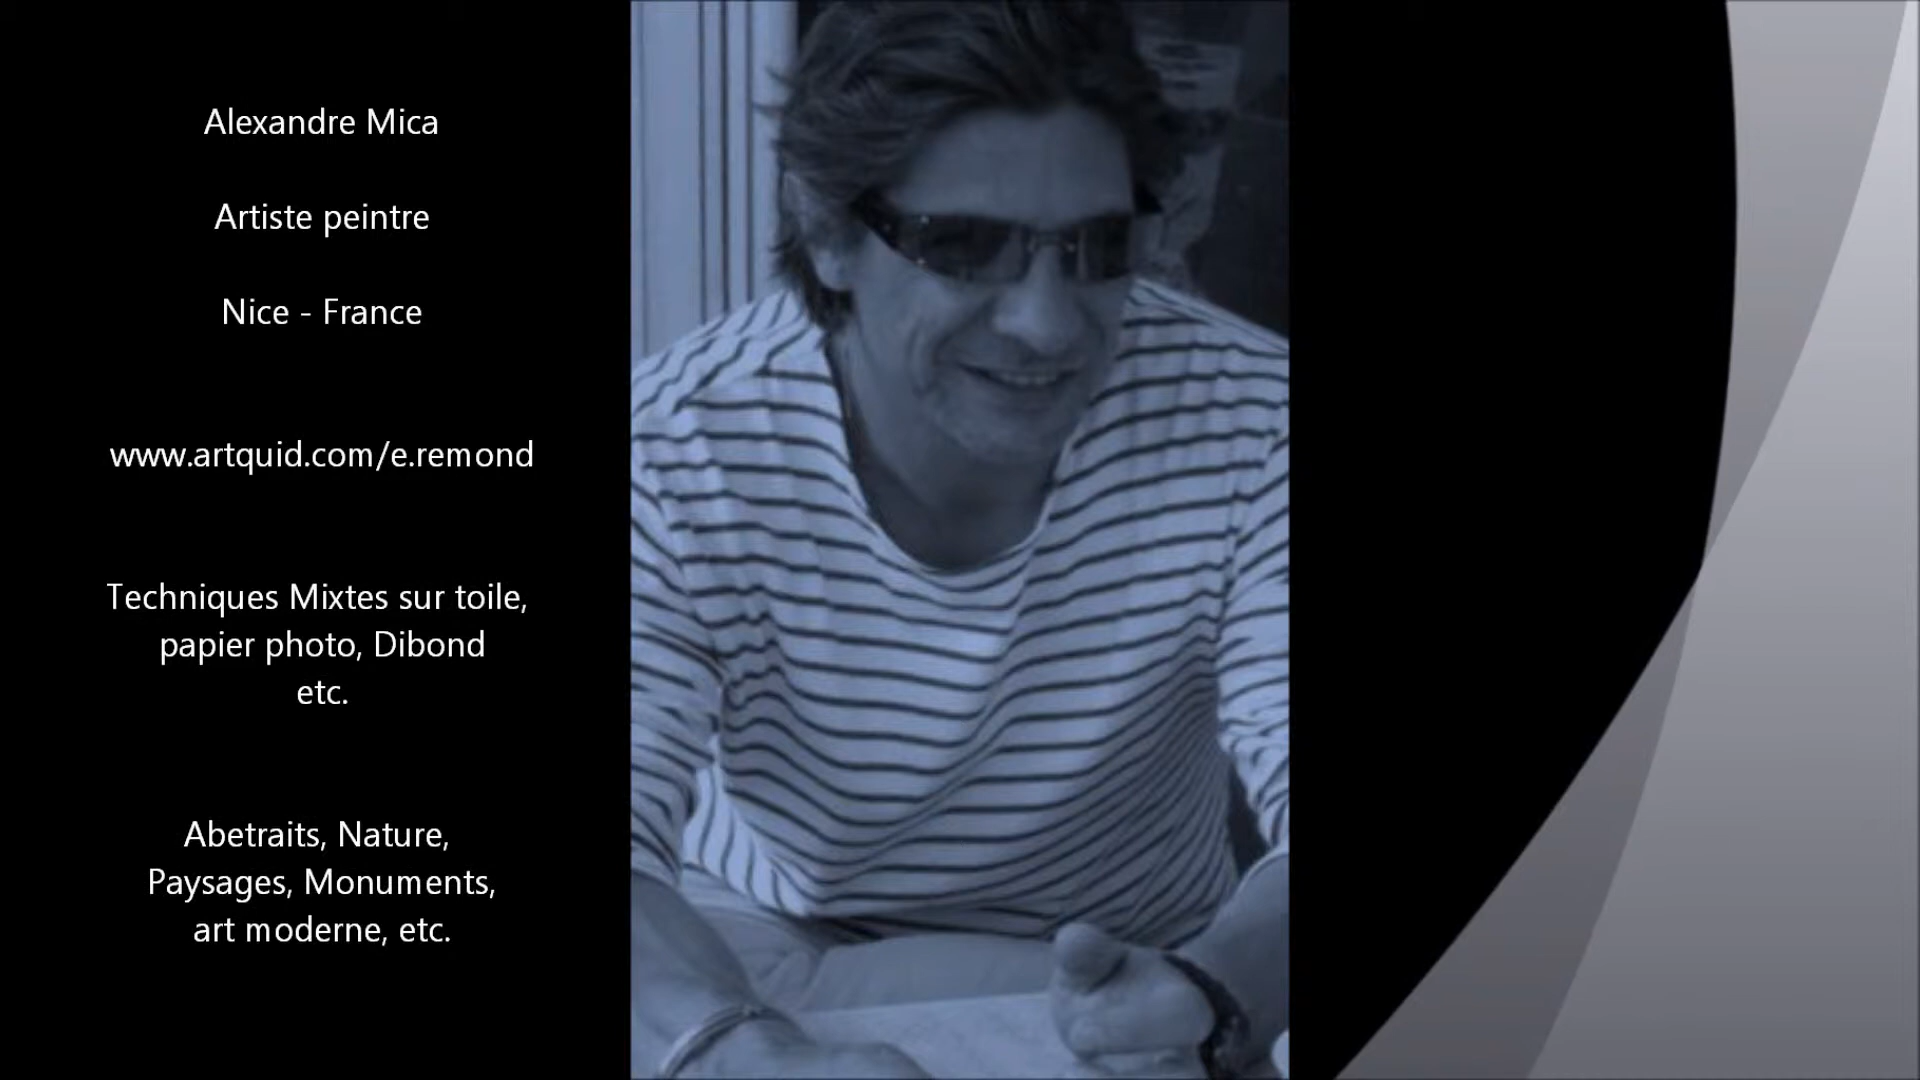 Alexandre Mica
Artiste peintre
Nice - France
www.artquid.com/e.remond
Techniques Mixtes sur toile,
papier photo, Dibond
etc.
Abetraits, Nature,
Paysages, Monuments,
art moderne, etc.